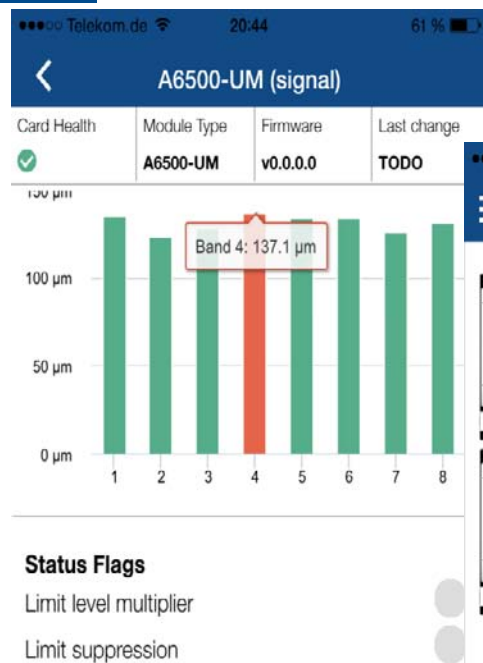 Telekom.de 20:44 61 %
A6500-UM (signal)
Card Health Module Type Firmware Last change
A6500-UM v0.0.0.0 TODO
150 µm
Band 4: 137.1 µm
100 µm
50 µm
0 µm
1 2 3 4 5 6 7 8
Status Flags
Limit level multiplier
Limit suppression